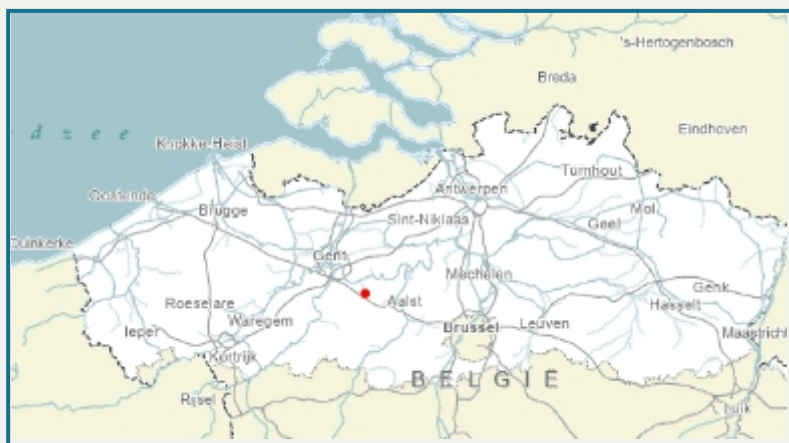 's-Hertogenbosch
Breda
Eindhoven
d z e e
Knokke-Heist
Turnhout
Antwerpen
Oostende
Mol
Brugge
Sint-Niklaas
Geel
Duinkerke
Gent
Mechelen
Genk
Roeselare
Aalst
Hasselt
Waregem
Brussel
Leuven
Ieper
Maastricht
Kortrijk
BELGIË
Rijsel
Luik